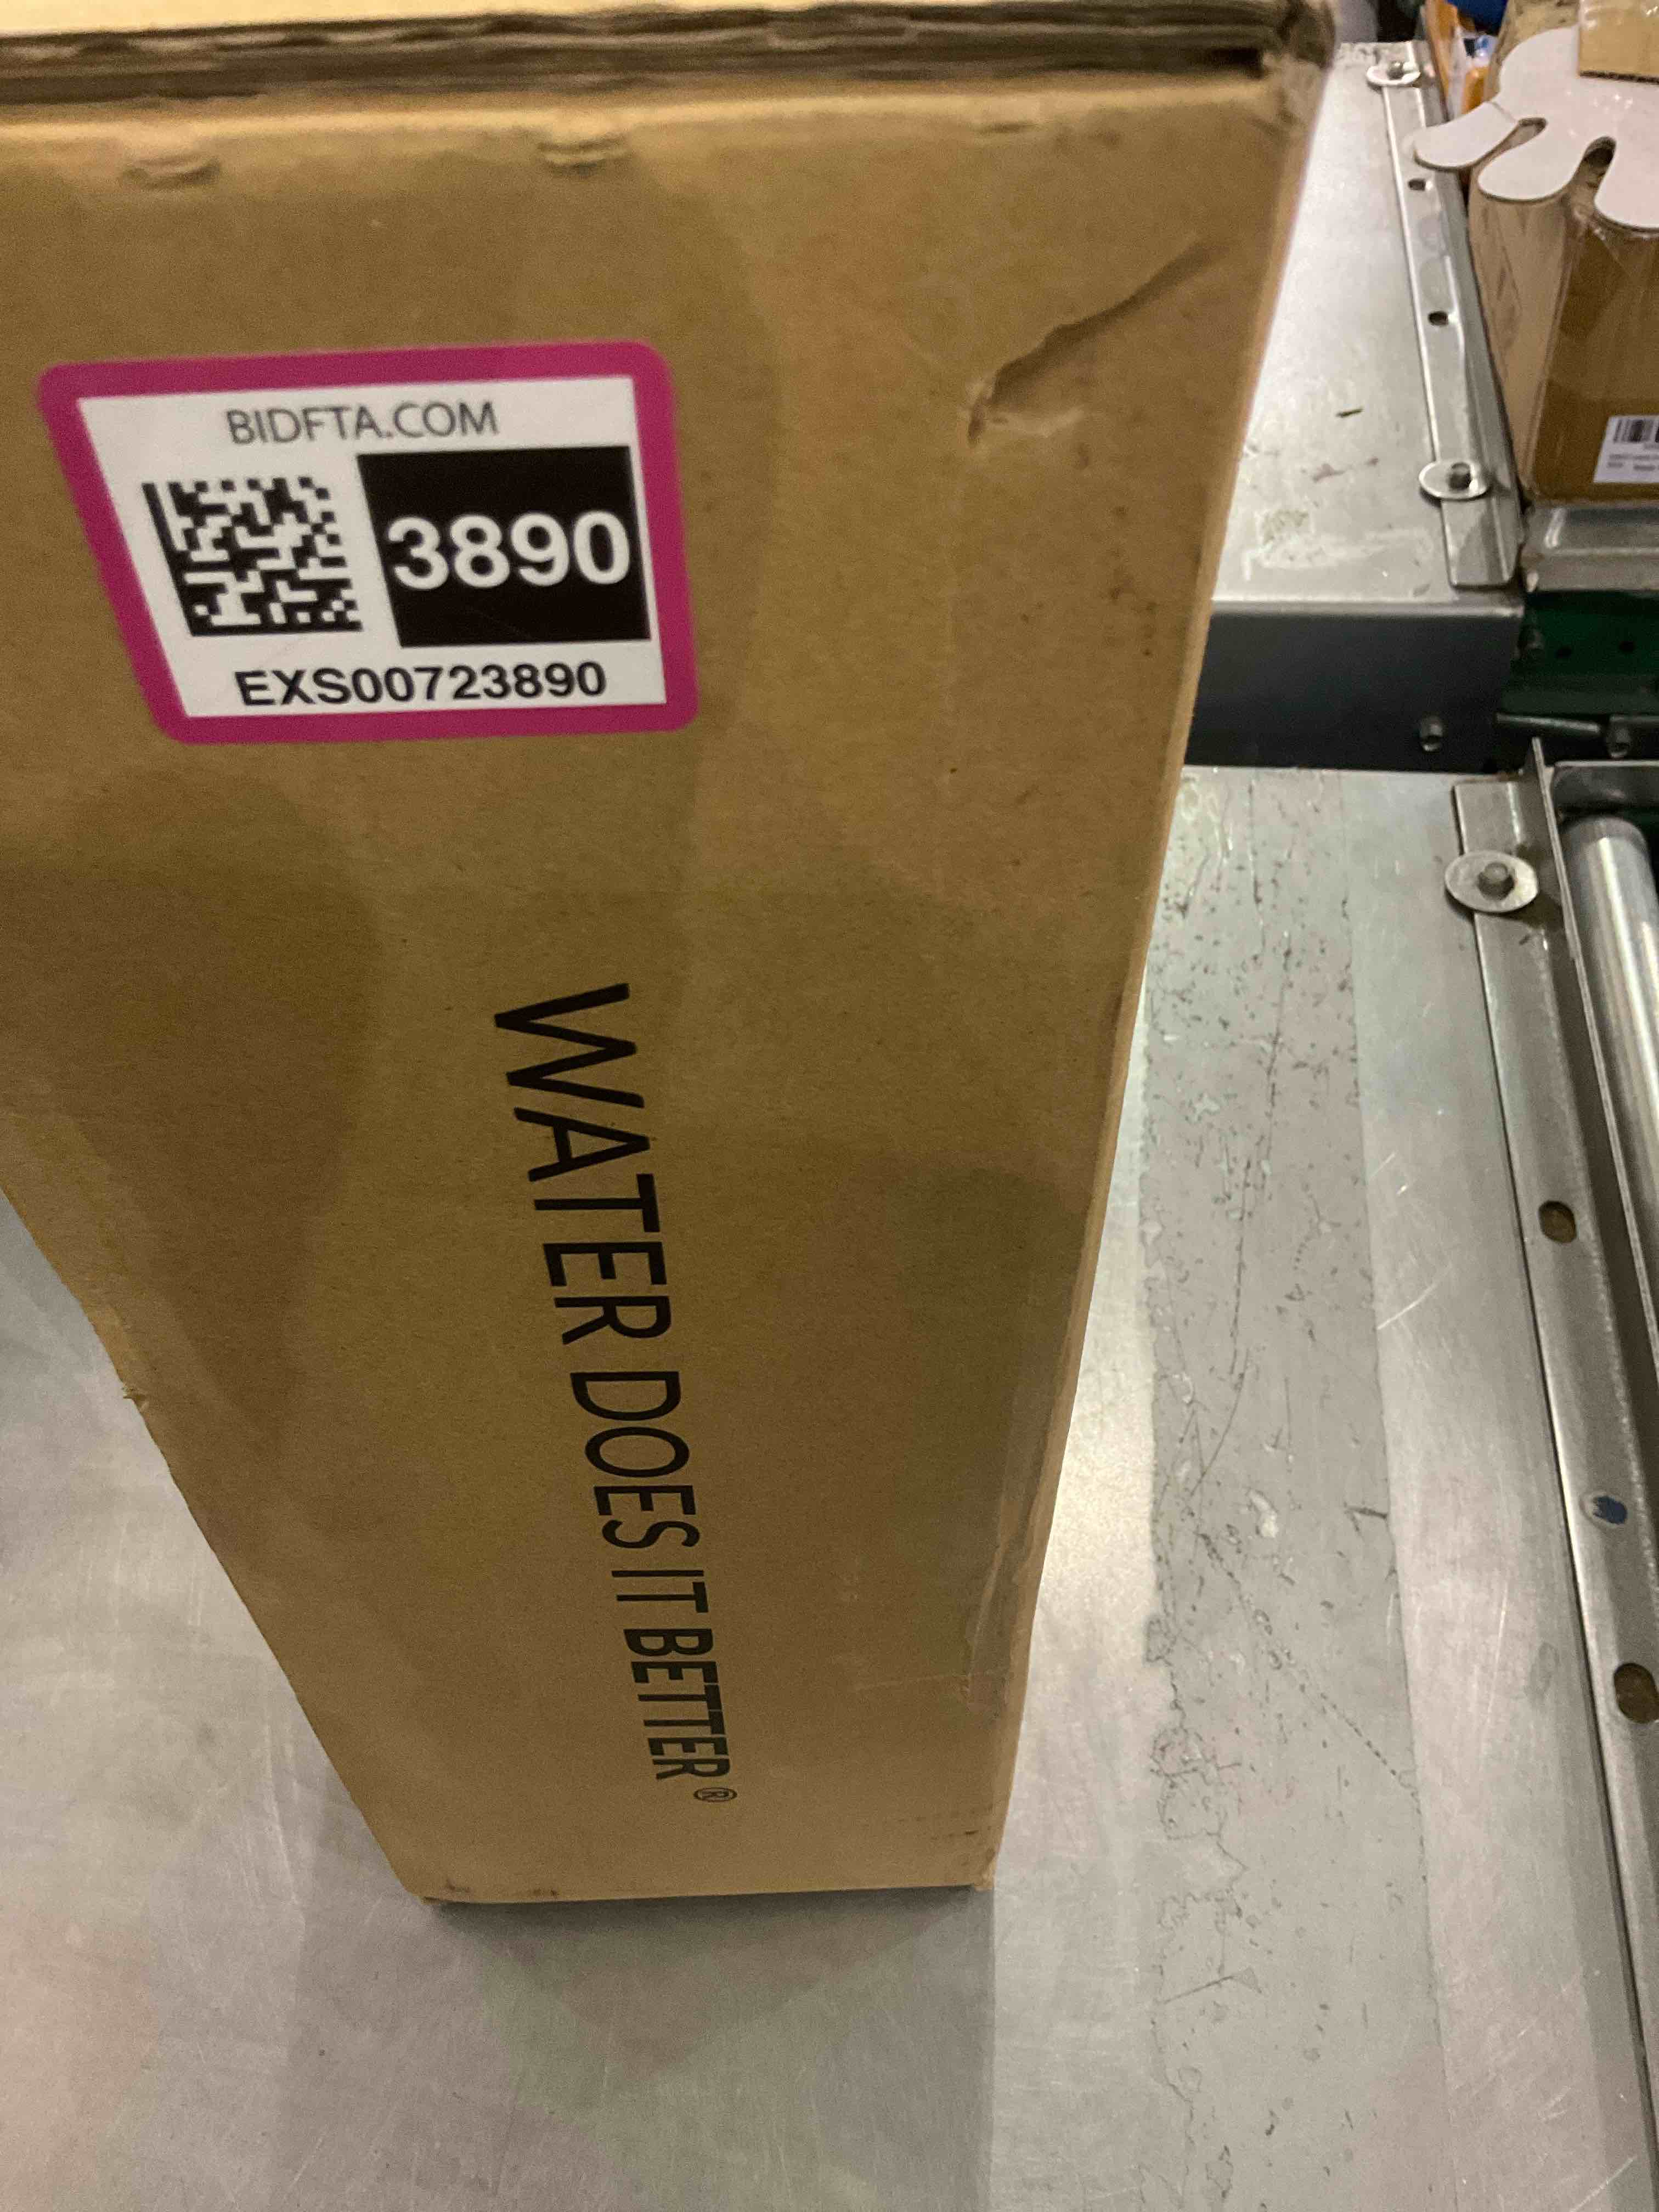 BIDFTA.COM
3890
EXS00723890
WATER DOES IT BETTER®